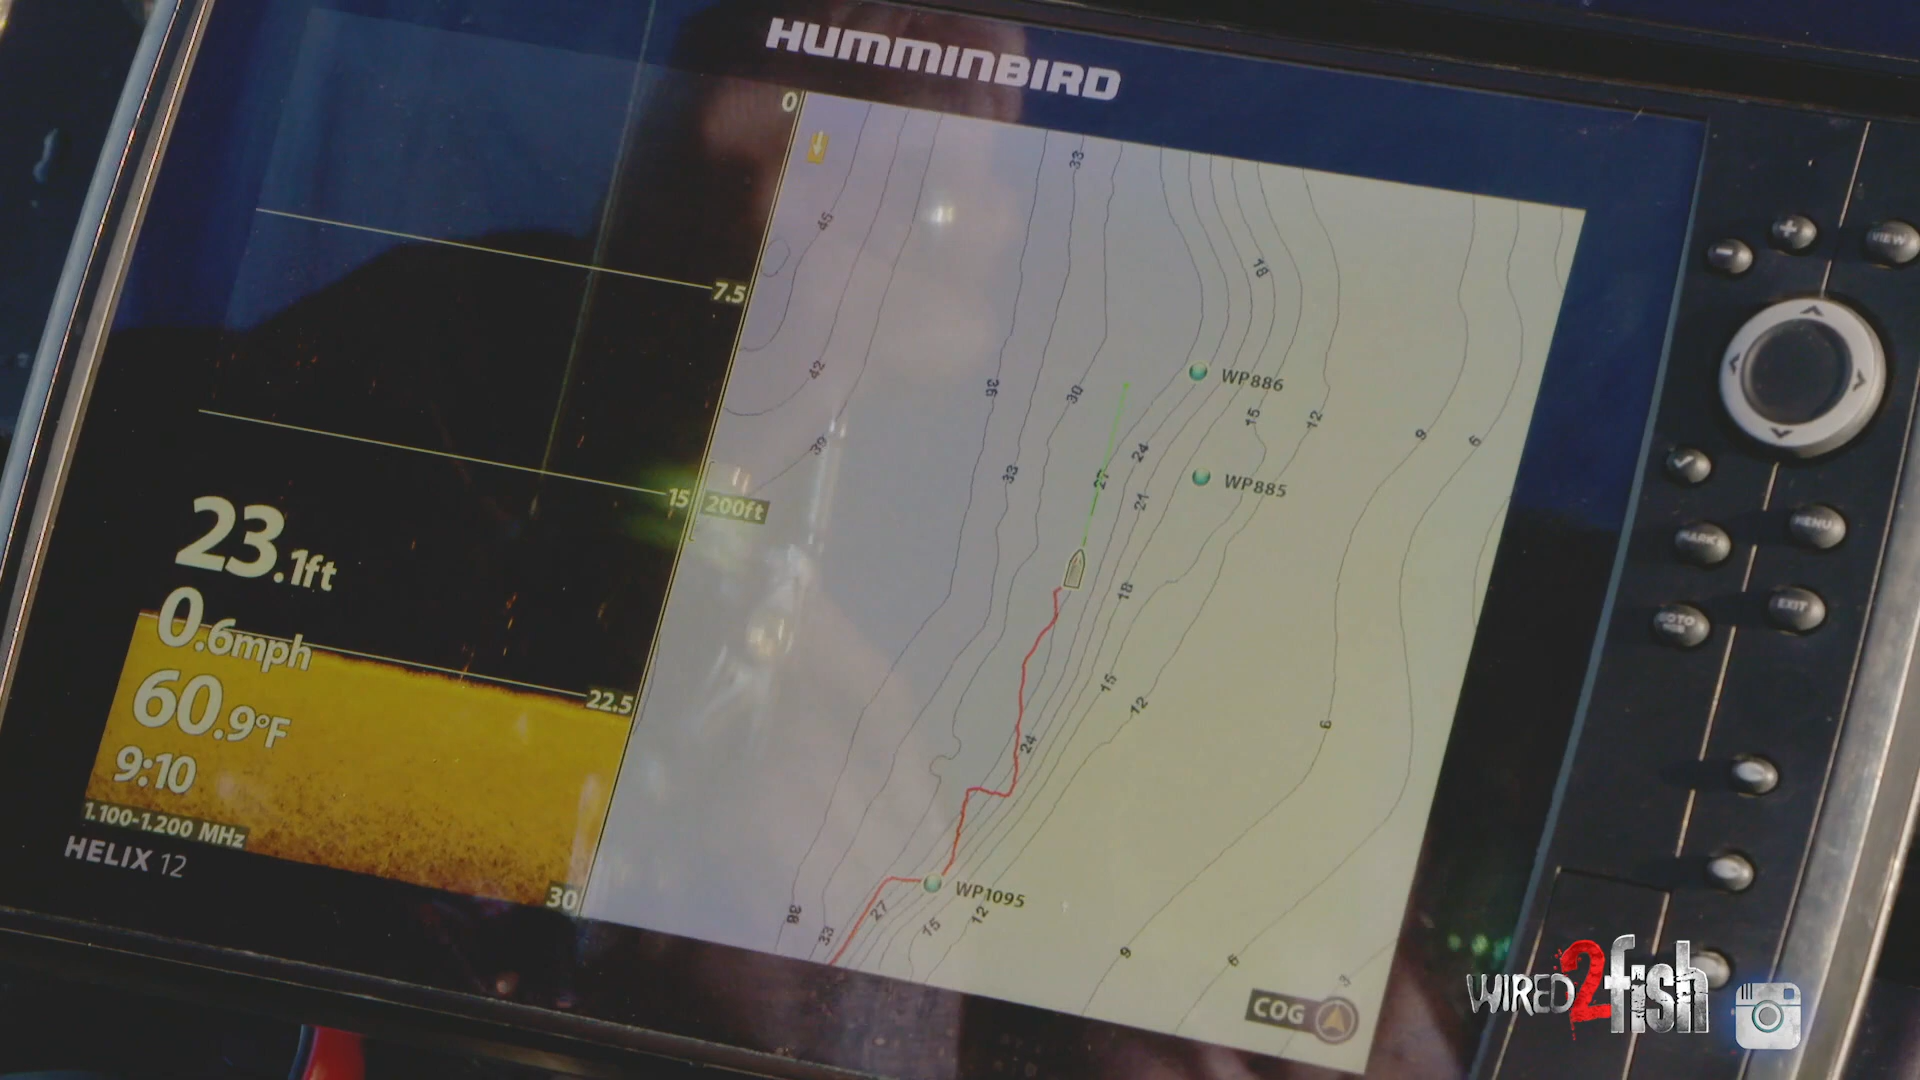 HUMMINBIRD
0
7.5
15
22.5
30
200ft
23.1ft
0.6mph
60.9°F
9:10
1.100-1.200 MHz
HELIX 12
33
45
18
42
36
30
WP886
15
12
39
33
27
24
21
WP885
9
6
18
15
12
6
24
WP1095
38
33
27
15
12
9
6
3
COG
VIEW
MENU
MARK
EXIT
GOTO
WIRED2fish